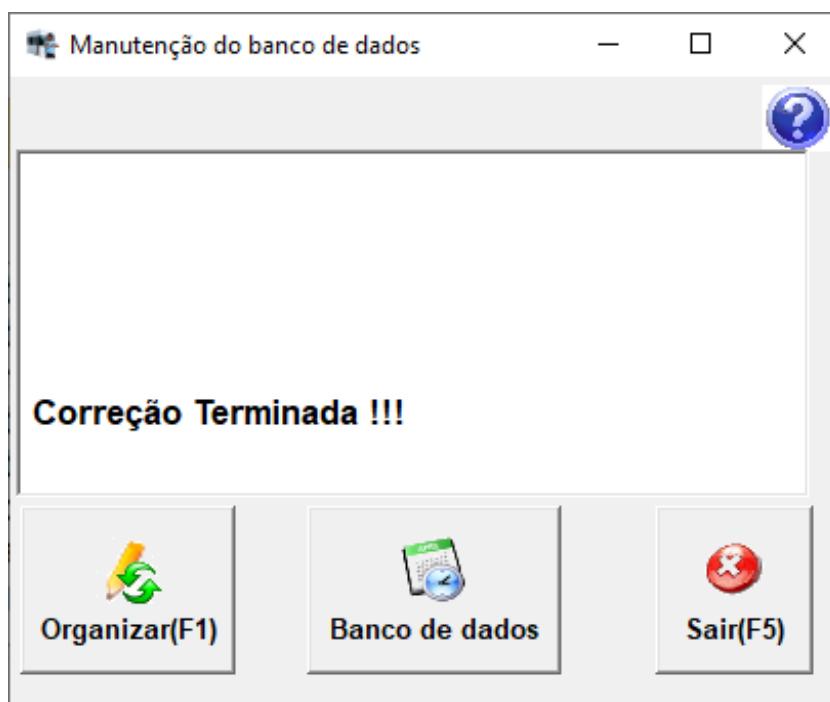 Manutenção do banco de dados
Correção Terminada !!!
Organizar(F1)
Banco de dados
Sair(F5)